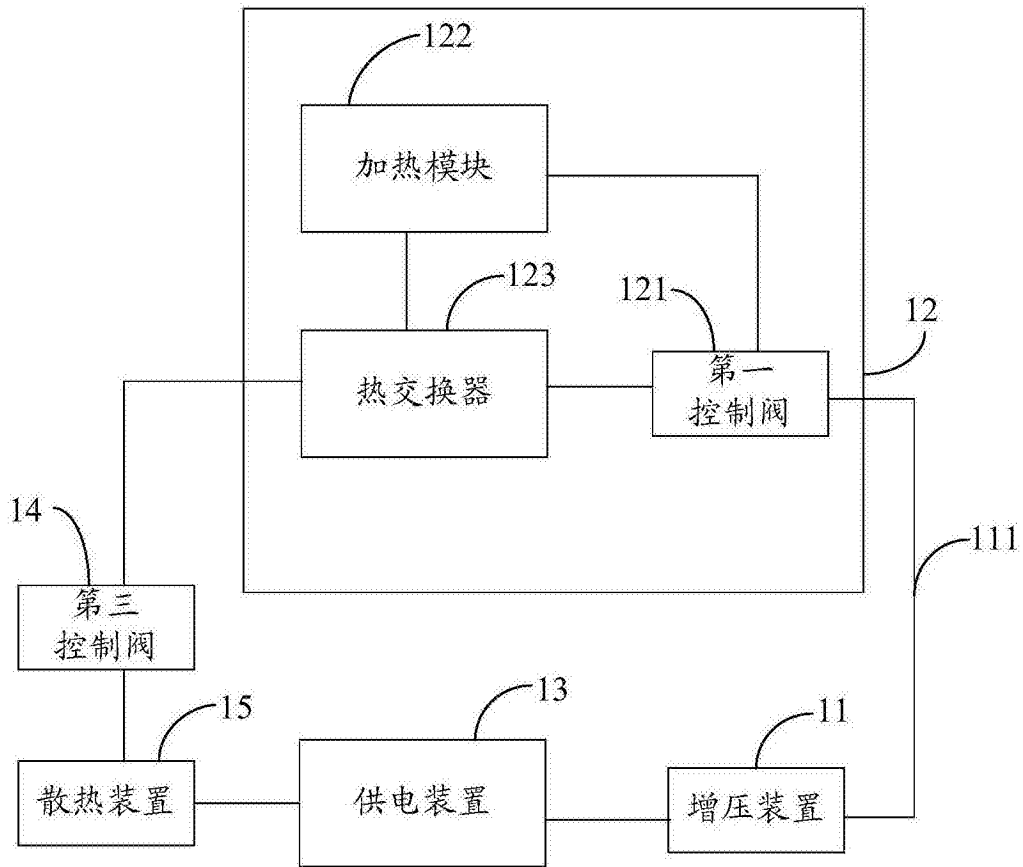 122
加热模块
123
121
12
热交换器
第一
控制阀
14
111
第三
控制阀
15
13
11
散热装置
供电装置
增压装置